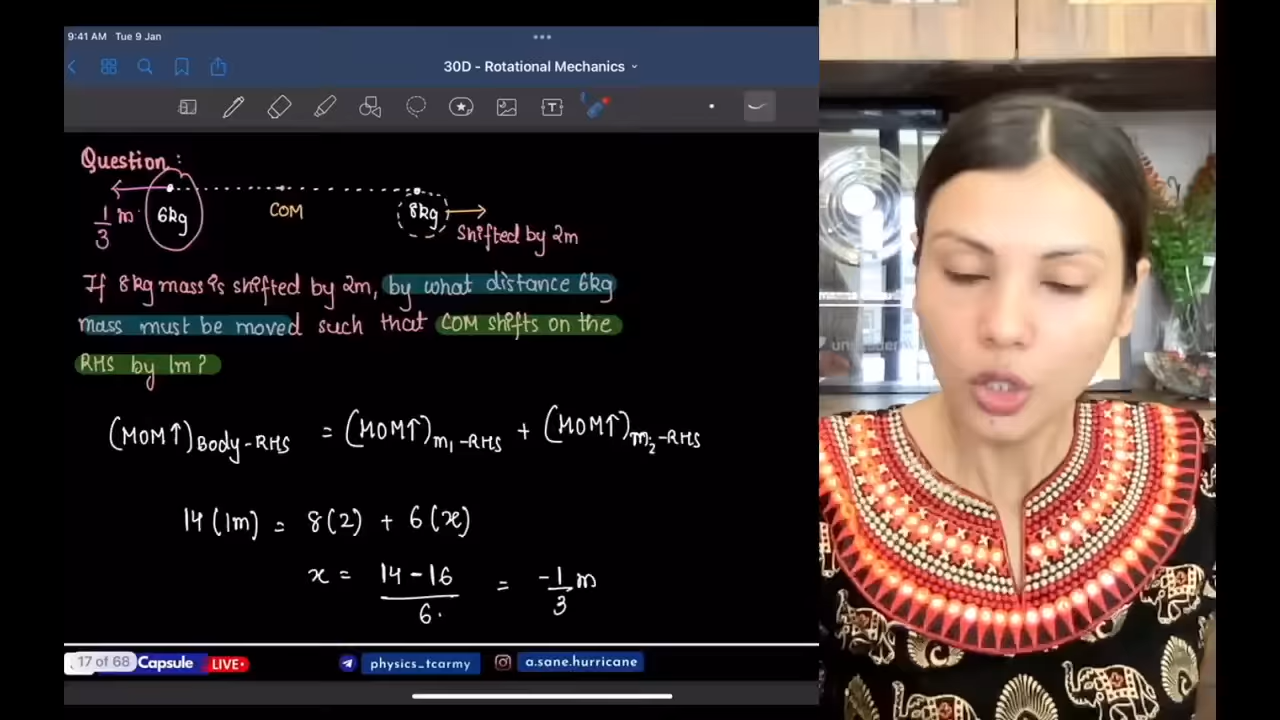 9:41 AM Tue 9 Jan
30D - Rotational Mechanics
T
Question :
1/3 m 6kg COM 8kg
Shifted by 2m
If 8kg mass is shifted by 2m, by what distance 6kg
mass must be moved such that COM shifts on the
RHS by 1m?
(MOM↑)Body-RHS = (MOM↑)m₁-RHS + (MOM↑)m₂-RHS
14(1m) = 8(2) + 6(x)
x = 14-16/6. = -1/3 m
17 of 68 Capsule LIVE physics_tcarmy a.sane.hurricane